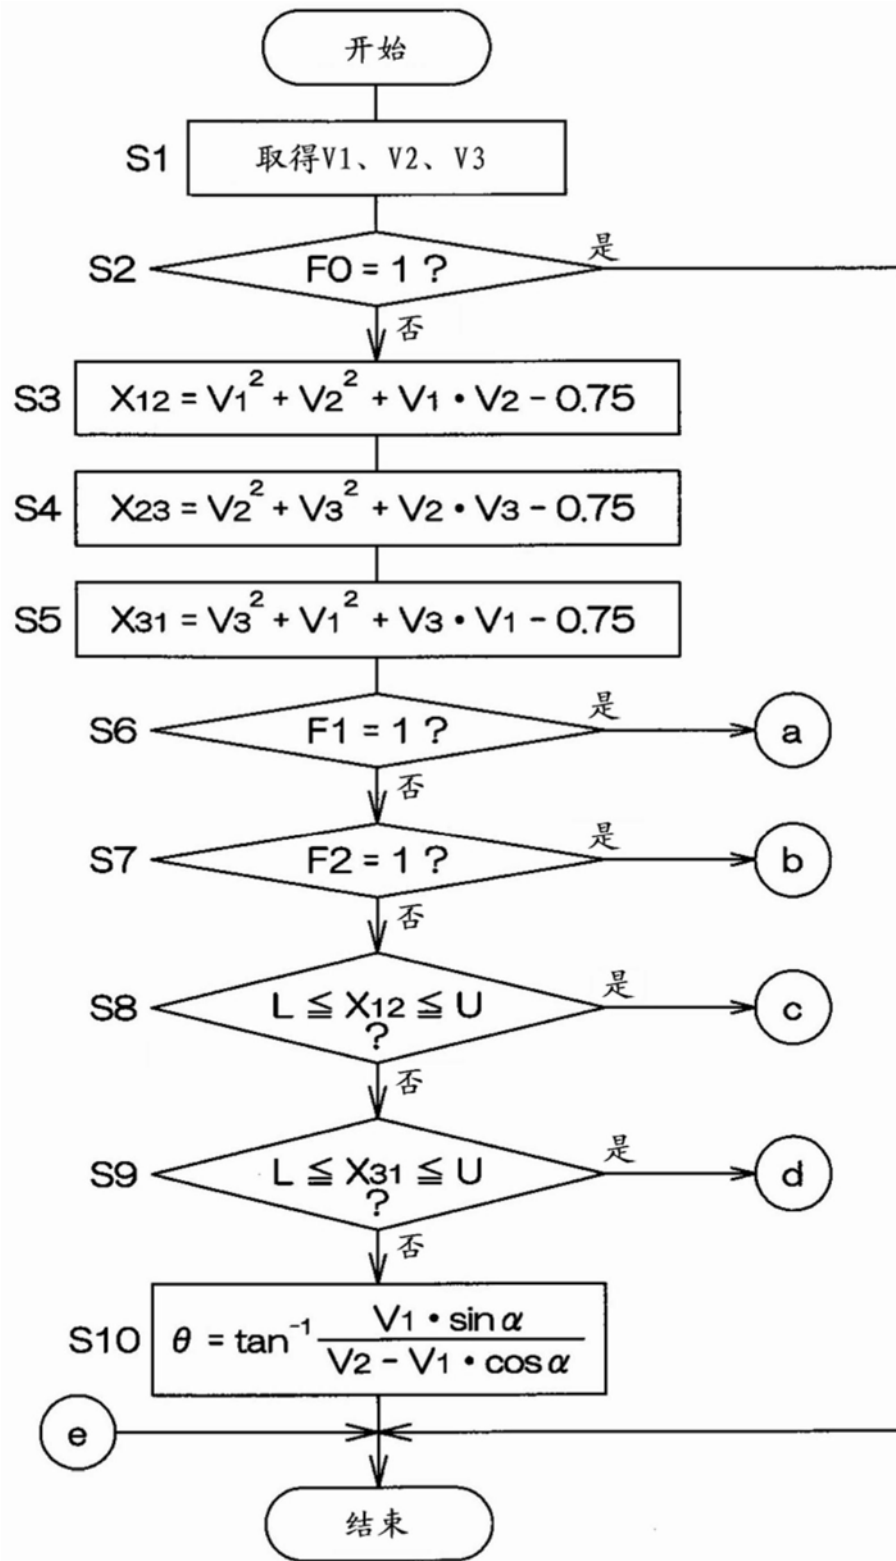 开始
S1 取得V1、V2、V3
S2 F0 = 1 ? 是
否
S3 X12 = V1² + V2² + V1 • V2 − 0.75
S4 X23 = V2² + V3² + V2 • V3 − 0.75
S5 X31 = V3² + V1² + V3 • V1 − 0.75
S6 F1 = 1 ? 是 a
否
S7 F2 = 1 ? 是 b
否
S8 L ≦ X12 ≦ U 是 c
?
否
S9 L ≦ X31 ≦ U 是 d
?
否
S10 θ = tan⁻¹ V1 • sin α / V2 − V1 • cos α
e
结束